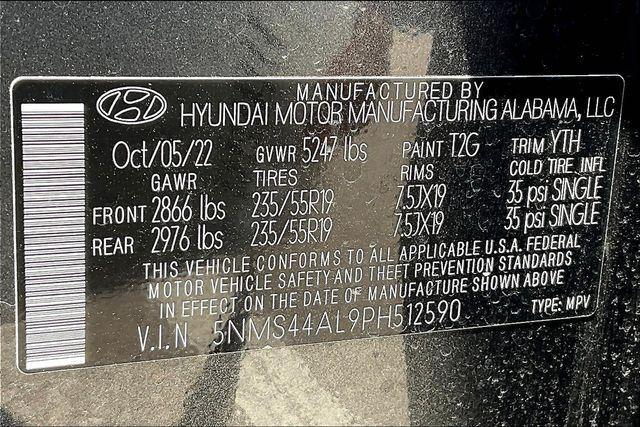 MANUFACTURED BY
HYUNDAI MOTOR MANUFACTURING ALABAMA, LLC
Oct/05/22 GVWR 5247 lbs PAINT T2G TRIM YTH
GAWR TIRES RIMS COLD TIRE INFL
FRONT 2866 lbs 235/55R19 7.5JX19 35 psi SINGLE
REAR 2976 lbs 235/55R19 7.5JX19 35 psi SINGLE
THIS VEHICLE CONFORMS TO ALL APPLICABLE U.S.A. FEDERAL
MOTOR VEHICLE SAFETY AND THEFT PREVENTION STANDARDS
IN EFFECT ON THE DATE OF MANUFACTURE SHOWN ABOVE
V.I.N 5NMS44AL9PH512590 TYPE: MPV